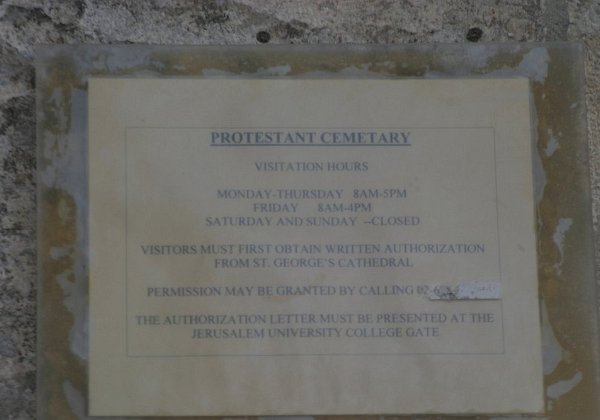 PROTESTANT CEMETARY
VISITATION HOURS
MONDAY-THURSDAY 8AM-5PM
FRIDAY 8AM-4PM
SATURDAY AND SUNDAY --CLOSED
VISITORS MUST FIRST OBTAIN WRITTEN AUTHORIZATION
FROM ST. GEORGE'S CATHEDRAL
PERMISSION MAY BE GRANTED BY CALLING
THE AUTHORIZATION LETTER MUST BE PRESENTED AT THE
JERUSALEM UNIVERSITY COLLEGE GATE